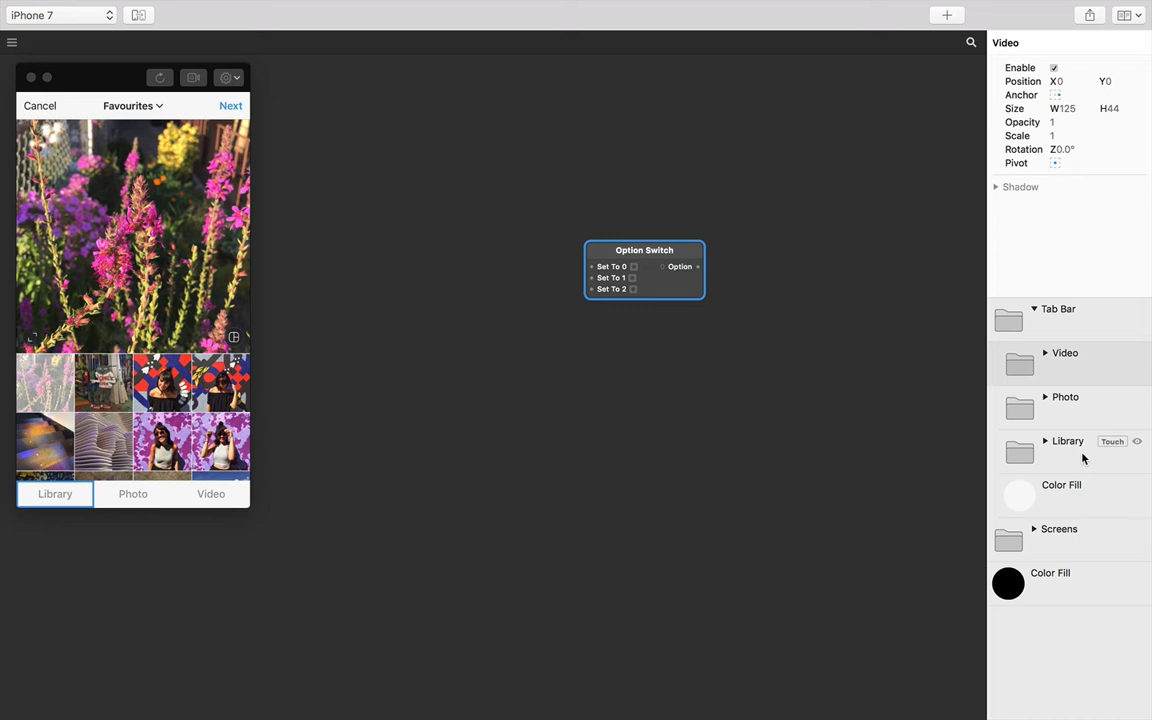 iPhone 7
Video
Enable
Position X0 Y0
Anchor
Size W125 H44
Opacity 1
Scale 1
Rotation Z0.0°
Pivot
Shadow
Cancel Favourites Next
Option Switch
Set To 0 0 Option
Set To 1
Set To 2
Tab Bar
Video
Photo
Library Touch
Color Fill
Screens
Color Fill
Library Photo Video